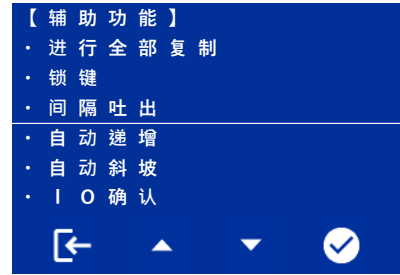 【辅助功能】
· 进行全部复制
· 锁键
· 间隔吐出
· 自动递增
· 自动斜坡
· IO确认